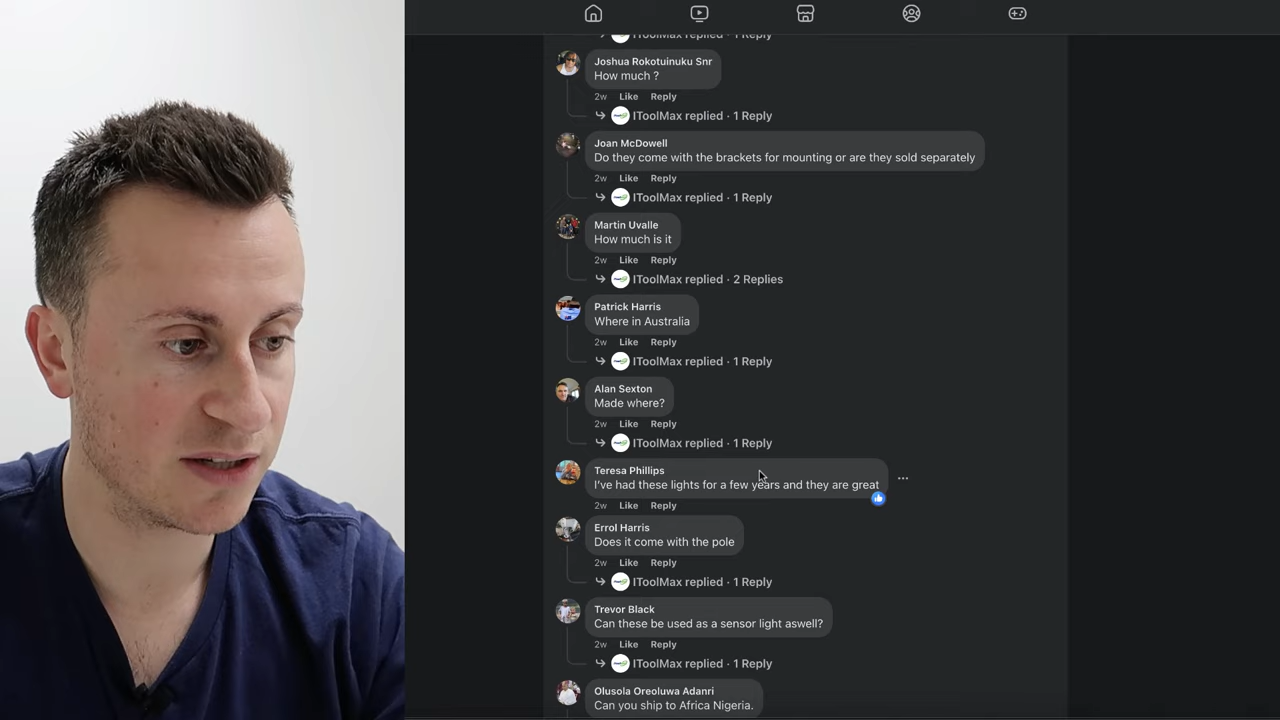 IToolMax replied · 1 Reply
Joshua Rokotuinuku Snr
How much ?
2w Like Reply
IToolMax replied · 1 Reply
Joan McDowell
Do they come with the brackets for mounting or are they sold separately
2w Like Reply
IToolMax replied · 1 Reply
Martin Uvalle
How much is it
2w Like Reply
IToolMax replied · 2 Replies
Patrick Harris
Where in Australia
2w Like Reply
IToolMax replied · 1 Reply
Alan Sexton
Made where?
2w Like Reply
IToolMax replied · 1 Reply
Teresa Phillips
I've had these lights for a few years and they are great
2w Like Reply
Errol Harris
Does it come with the pole
2w Like Reply
IToolMax replied · 1 Reply
Trevor Black
Can these be used as a sensor light aswell?
2w Like Reply
IToolMax replied · 1 Reply
Olusola Oreoluwa Adanri
Can you ship to Africa Nigeria.